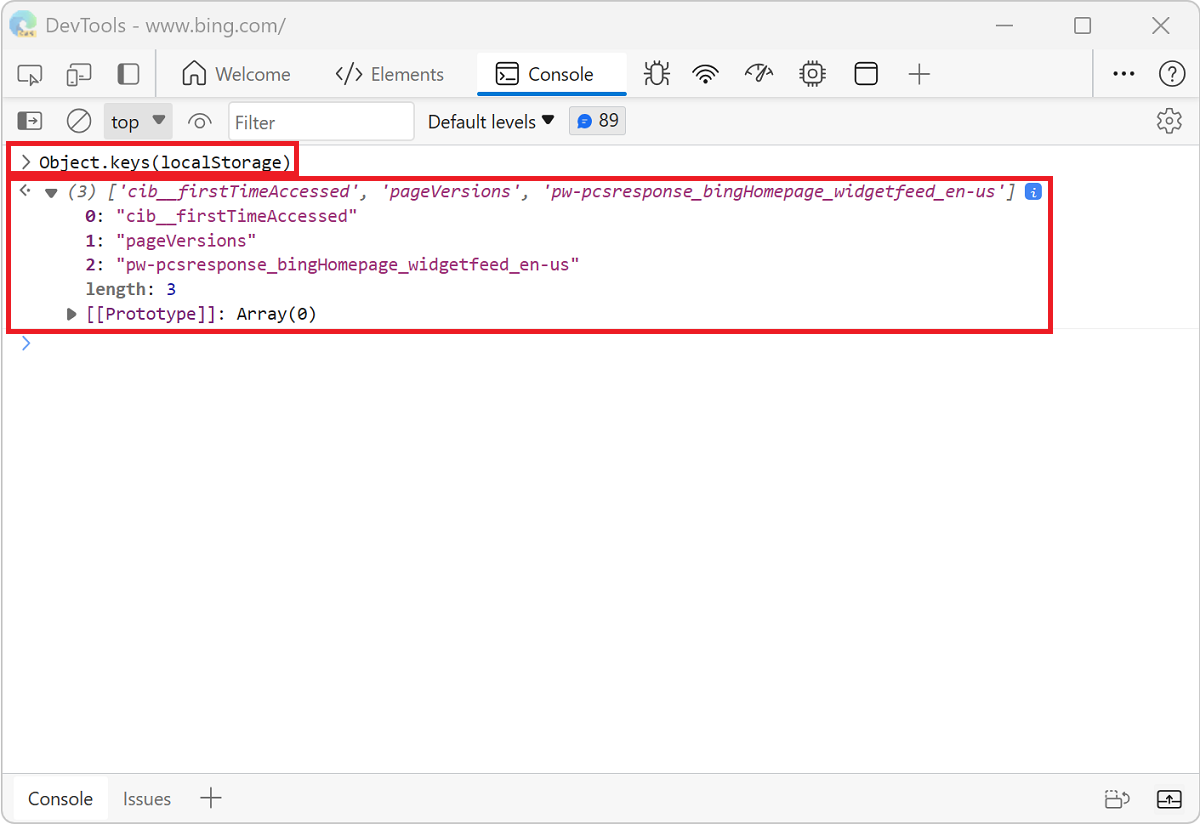 DevTools - www.bing.com/
Welcome </> Elements Console
top Filter Default levels 89
> Object.keys(localStorage)
(3) ['cib__firstTimeAccessed', 'pageVersions', 'pw-pcsresponse_bingHomepage_widgetfeed_en-us']
0: "cib__firstTimeAccessed"
1: "pageVersions"
2: "pw-pcsresponse_bingHomepage_widgetfeed_en-us"
length: 3
[[Prototype]]: Array(0)
>
Console Issues